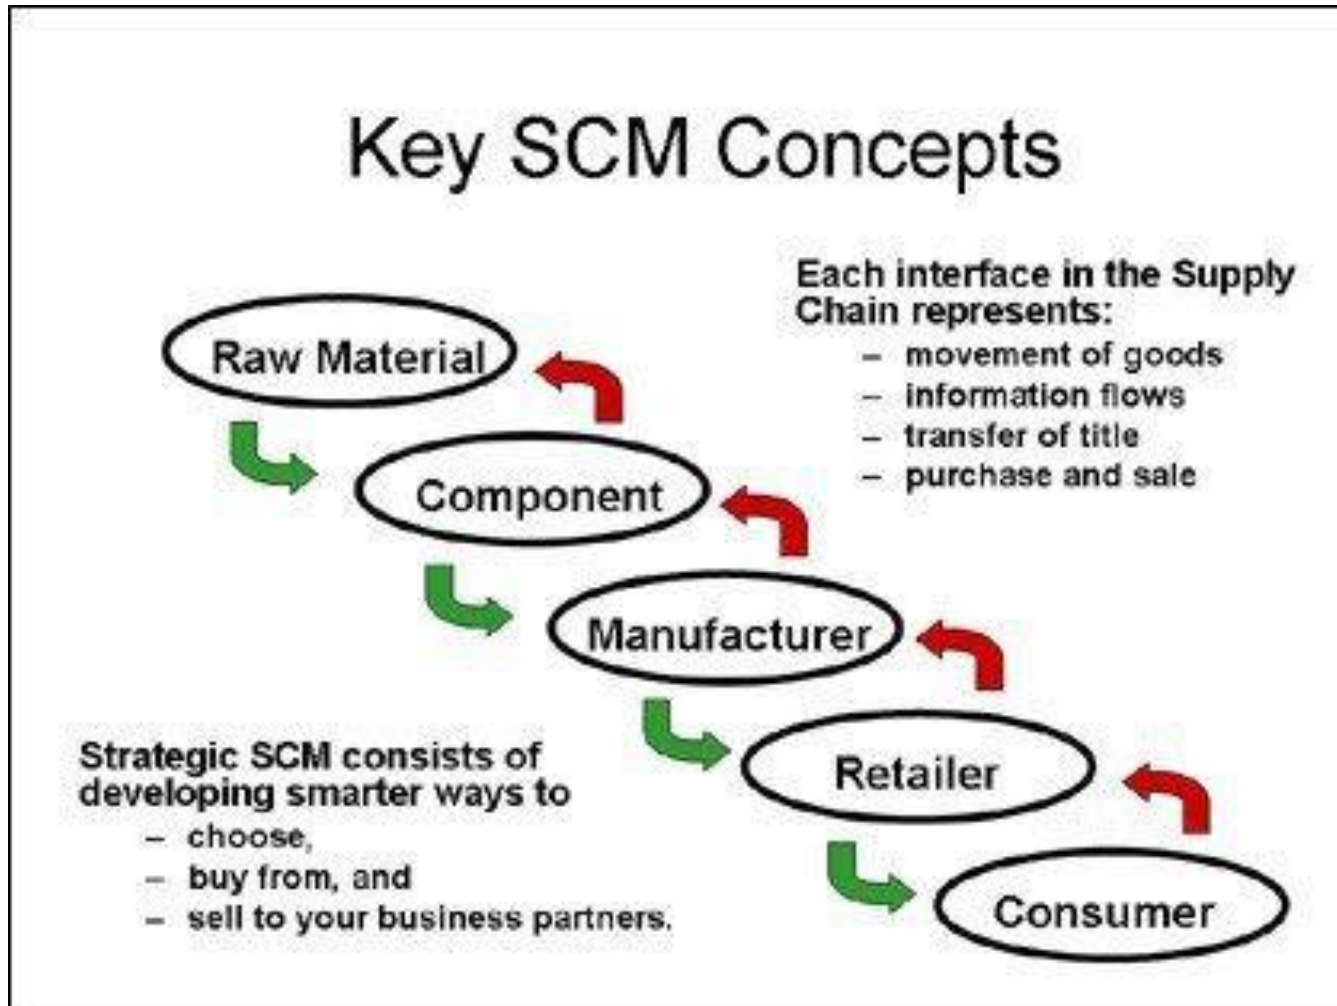 Key SCM Concepts
Each interface in the Supply
Chain represents:
– movement of goods
– information flows
– transfer of title
– purchase and sale
Raw Material
Component
Manufacturer
Retailer
Consumer
Strategic SCM consists of
developing smarter ways to
– choose,
– buy from, and
– sell to your business partners.